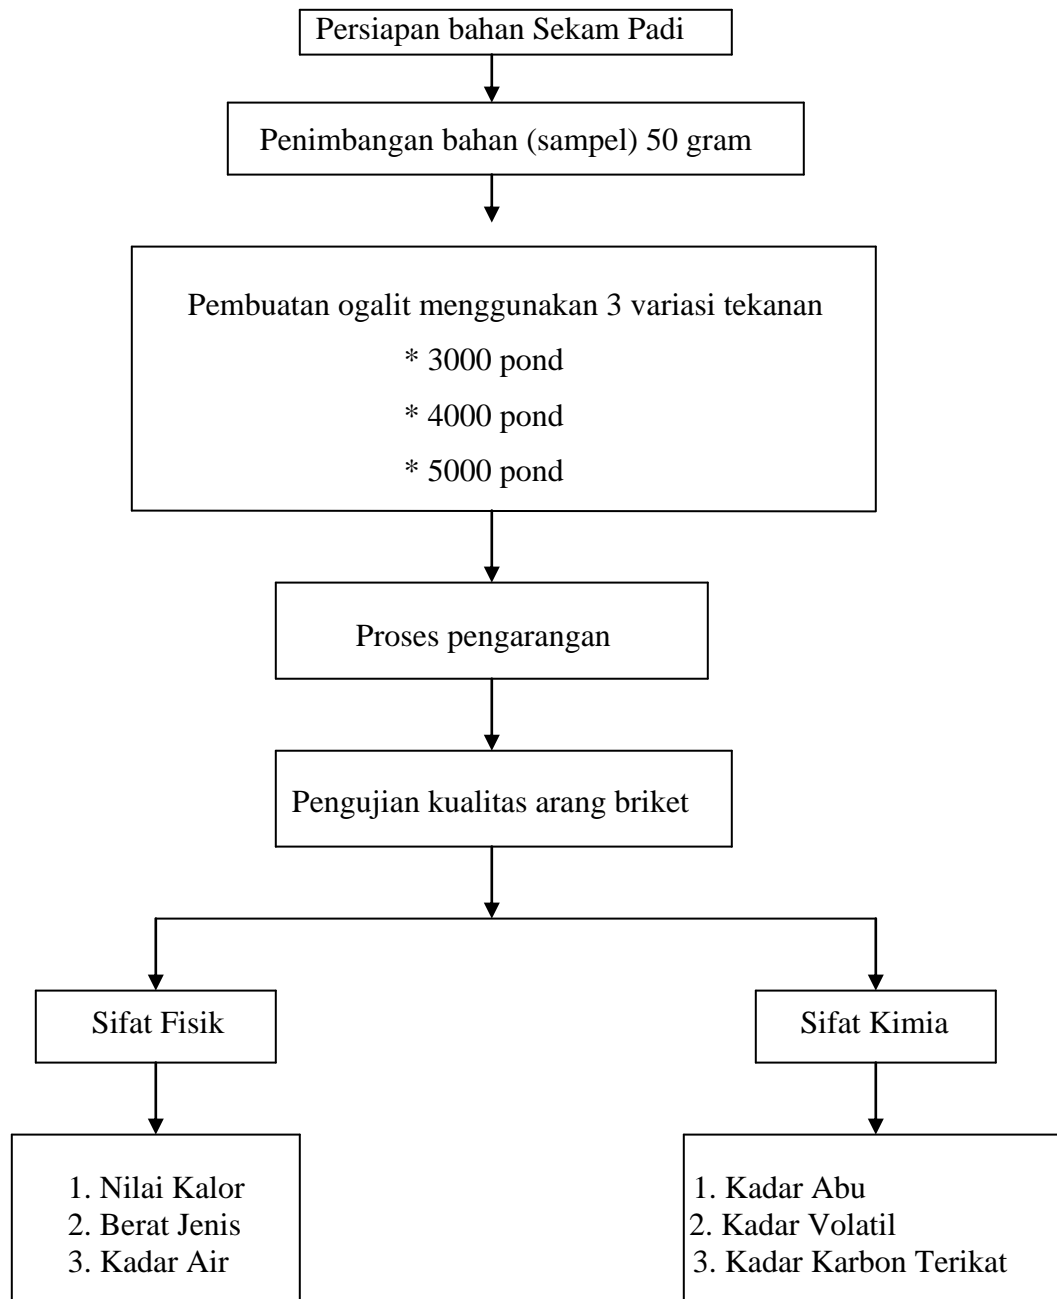 Persiapan bahan Sekam Padi
Penimbangan bahan (sampel) 50 gram
Pembuatan ogalit menggunakan 3 variasi tekanan
* 3000 pond
* 4000 pond
* 5000 pond
Proses pengarangan
Pengujian kualitas arang briket
Sifat Fisik
Sifat Kimia
1. Nilai Kalor
2. Berat Jenis
3. Kadar Air
1. Kadar Abu
2. Kadar Volatil
3. Kadar Karbon Terikat